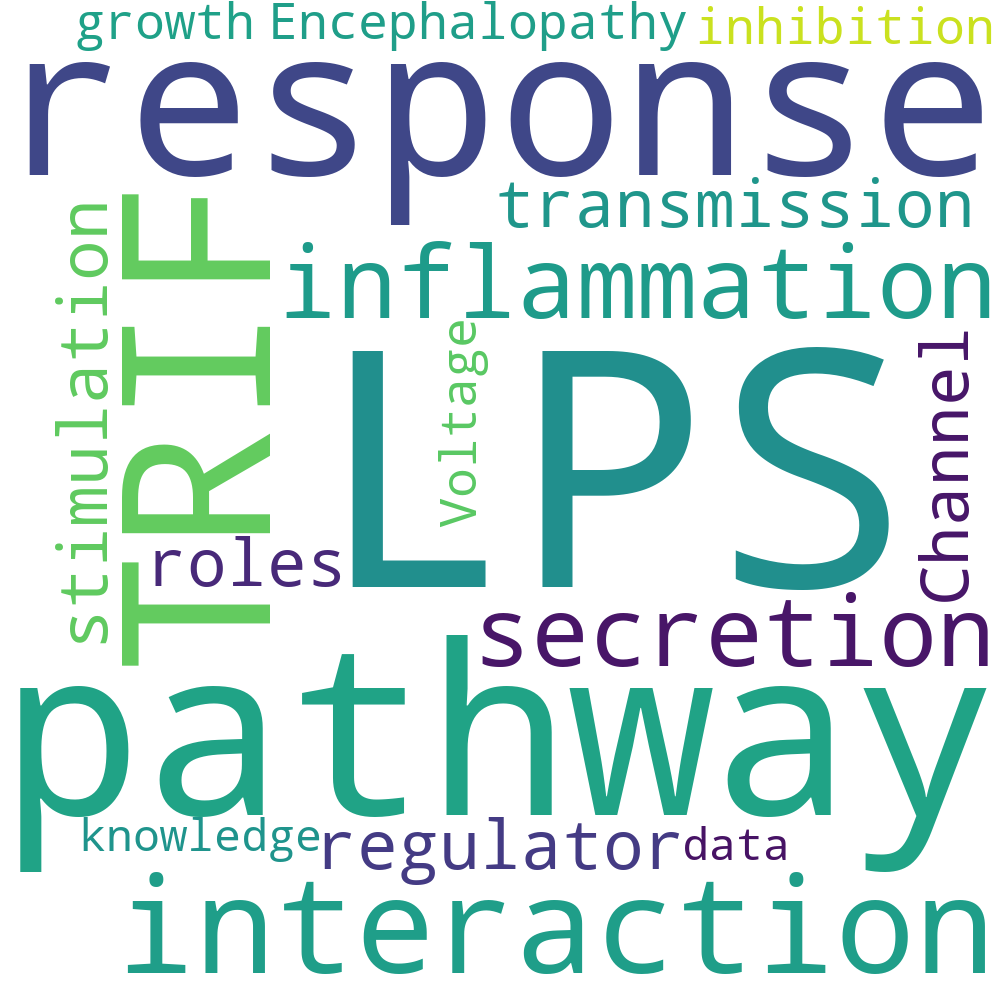 growth Encephalopathy inhibition
response
transmission
stimulation
TRIF
inflammation
Voltage
LPS
Channel
roles
secretion
pathway
knowledge regulator data
interaction